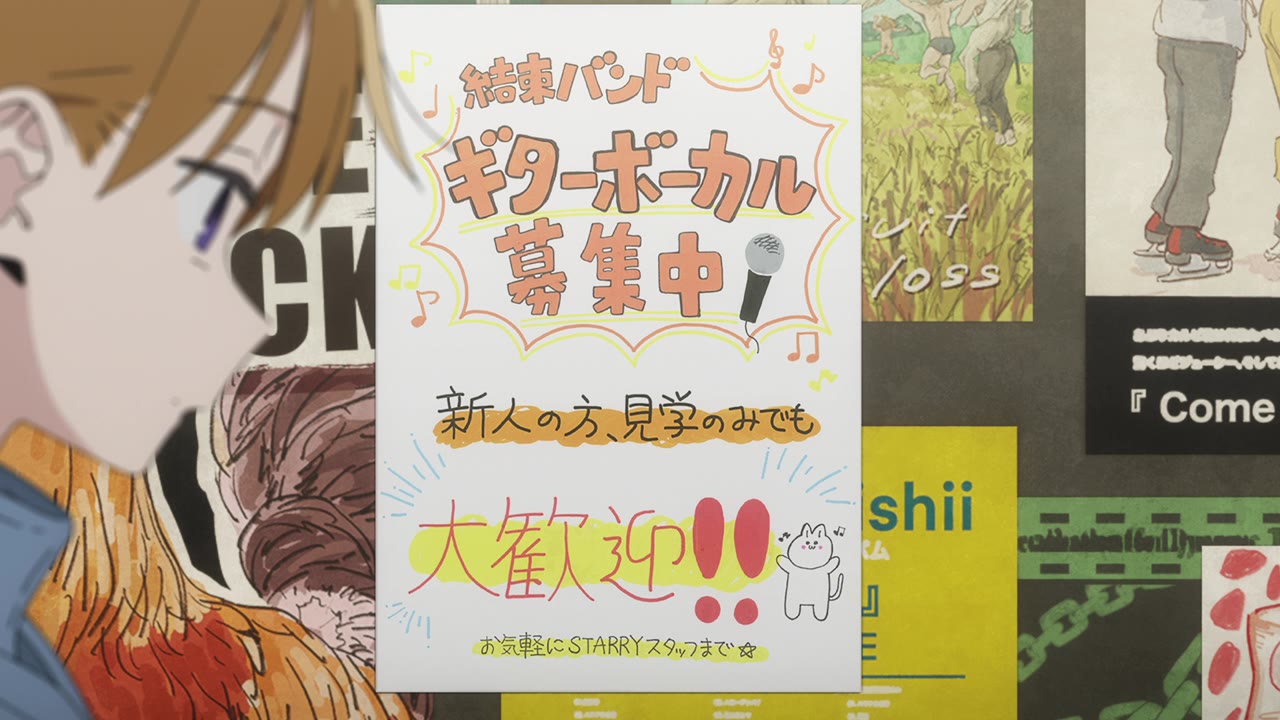 結束バンド
ギターボーカル
募集中
新人の方、見学のみでも
大歓迎!!
お気軽にSTARRYスタッフまで☆
CK
loss
『 Come
ishii